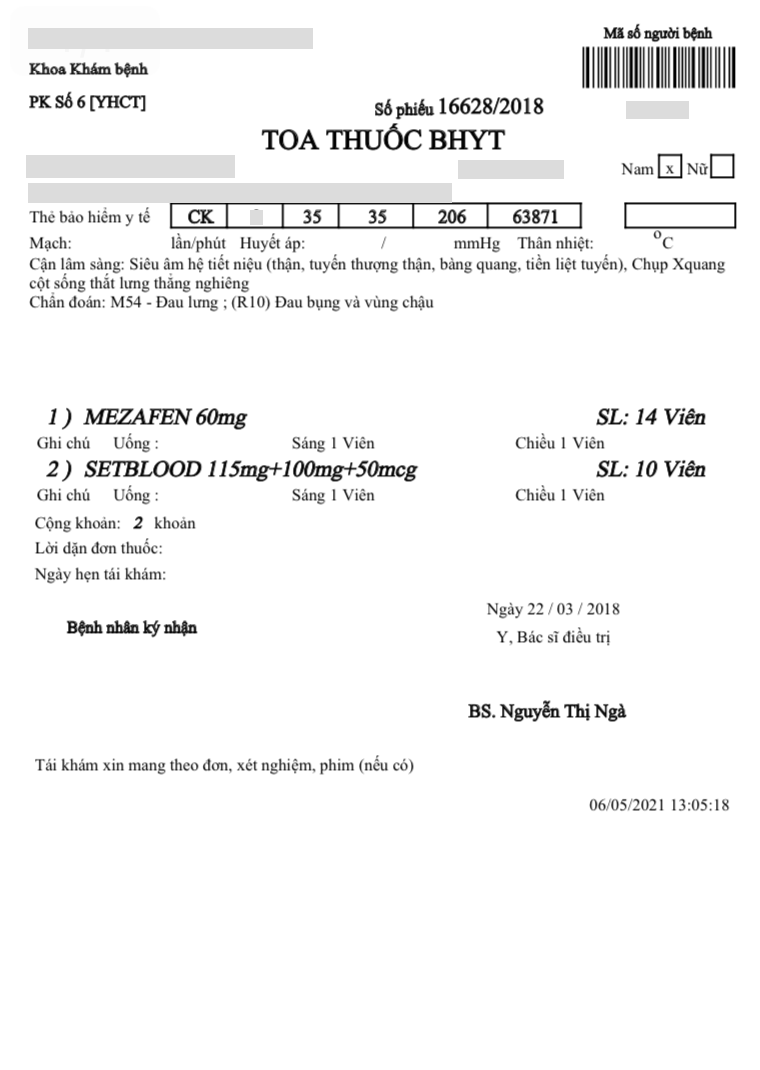 Mã số người bệnh
Khoa Khám bệnh
PK Số 6 [YHCT]
Số phiếu 16628/2018
TOA THUỐC BHYT
Nam x Nữ
Thẻ bảo hiểm y tế CK 35 35 206 63871
Mạch: lần/phút Huyết áp: / mmHg Thân nhiệt: ⁰C
Cận lâm sàng: Siêu âm hệ tiết niệu (thận, tuyến thượng thận, bàng quang, tiền liệt tuyến), Chụp Xquang
cột sống thắt lưng thẳng nghiêng
Chẩn đoán: M54 - Đau lưng ; (R10) Đau bụng và vùng chậu
1 ) MEZAFEN 60mg SL: 14 Viên
Ghi chú Uống : Sáng 1 Viên Chiều 1 Viên
2 ) SETBLOOD 115mg+100mg+50mcg SL: 10 Viên
Ghi chú Uống : Sáng 1 Viên Chiều 1 Viên
Cộng khoản: 2 khoản
Lời dặn đơn thuốc:
Ngày hẹn tái khám:
Ngày 22 / 03 / 2018
Bệnh nhân ký nhận
Y, Bác sĩ điều trị
BS. Nguyễn Thị Ngà
Tái khám xin mang theo đơn, xét nghiệm, phim (nếu có)
06/05/2021 13:05:18